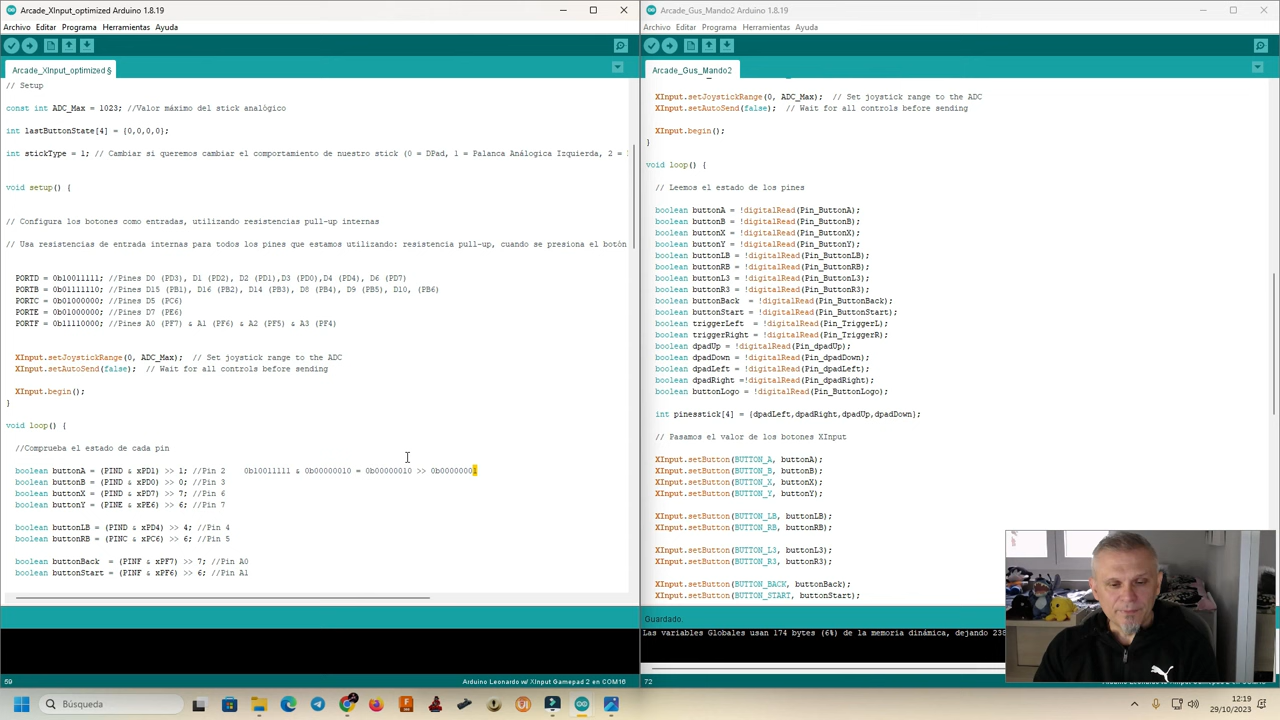 Arcade_XInput_optimized Arduino 1.8.19
Archivo Editar Programa Herramientas Ayuda
Arcade_XInput_optimized §
// Setup
const int ADC_Max = 1023; //Valor máximo del stick analògico
int lastButtonState[4] = {0,0,0,0};
int stickType = 1; // Cambiar si queremos cambiar el comportamiento de nuestro stick (0 = DPad, 1 = Palanca Análogica Izquierda, 2 =
void setup() {
// Configura los botones como entradas, utilizando resistencias pull-up internas
// Usa resistencias de entrada internas para todos los pines que estamos utilizando: resistencia pull-up, cuando se presiona el botòn
PORTD = 0b10011111; //Pines D0 (PD3), D1 (PD2), D2 (PD1),D3 (PD0),D4 (PD4), D6 (PD7)
PORTB = 0b01111110; //Pines D15 (PB1), D16 (PB2), D14 (PB3), D8 (PB4), D9 (PB5), D10, (PB6)
PORTC = 0b01000000; //Pines D5 (PC6)
PORTE = 0b01000000; //Pines D7 (PE6)
PORTF = 0b11110000; //Pines A0 (PF7) & A1 (PF6) & A2 (PF5) & A3 (PF4)
XInput.setJoystickRange(0, ADC_Max); // Set joystick range to the ADC
XInput.setAutoSend(false); // Wait for all controls before sending
XInput.begin();
}
void loop() {
//Comprueba el estado de cada pin
boolean buttonA = (PIND & xPD1) >> 1; //Pin 2 0b10011111 & 0b00000010 = 0b00000010 >> 0b00000001
boolean buttonB = (PIND & xPD0) >> 0; //Pin 3
boolean buttonX = (PIND & xPD7) >> 7; //Pin 6
boolean buttonY = (PINE & xPE6) >> 6; //Pin 7
boolean buttonLB = (PIND & xPD4) >> 4; //Pin 4
boolean buttonRB = (PINC & xPC6) >> 6; //Pin 5
boolean buttonBack = (PINF & xPF7) >> 7; //Pin A0
boolean buttonStart = (PINF & xPF6) >> 6; //Pin A1
59
Arduino Leonardo w/ XInput Gamepad 2 en COM16
Arcade_Gus_Mando2 Arduino 1.8.19
Archivo Editar Programa Herramientas Ayuda
Arcade_Gus_Mando2
XInput.setJoystickRange(0, ADC_Max); // Set joystick range to the ADC
XInput.setAutoSend(false); // Wait for all controls before sending
XInput.begin();
}
void loop() {
// Leemos el estado de los pines
boolean buttonA = !digitalRead(Pin_ButtonA);
boolean buttonB = !digitalRead(Pin_ButtonB);
boolean buttonX = !digitalRead(Pin_ButtonX);
boolean buttonY = !digitalRead(Pin_ButtonY);
boolean buttonLB = !digitalRead(Pin_ButtonLB);
boolean buttonRB = !digitalRead(Pin_ButtonRB);
boolean buttonL3 = !digitalRead(Pin_ButtonL3);
boolean buttonR3 = !digitalRead(Pin_ButtonR3);
boolean buttonBack = !digitalRead(Pin_ButtonBack);
boolean buttonStart = !digitalRead(Pin_ButtonStart);
boolean triggerLeft = !digitalRead(Pin_TriggerL);
boolean triggerRight = !digitalRead(Pin_TriggerR);
boolean dpadUp = !digitalRead(Pin_dpadUp);
boolean dpadDown = !digitalRead(Pin_dpadDown);
boolean dpadLeft = !digitalRead(Pin_dpadLeft);
boolean dpadRight =!digitalRead(Pin_dpadRight);
boolean buttonLogo = !digitalRead(Pin_ButtonLogo);
int pinesstick[4] = {dpadLeft,dpadRight,dpadUp,dpadDown};
// Pasamos el valor de los botones XInput
XInput.setButton(BUTTON_A, buttonA);
XInput.setButton(BUTTON_B, buttonB);
XInput.setButton(BUTTON_X, buttonX);
XInput.setButton(BUTTON_Y, buttonY);
XInput.setButton(BUTTON_LB, buttonLB);
XInput.setButton(BUTTON_RB, buttonRB);
XInput.setButton(BUTTON_L3, buttonL3);
XInput.setButton(BUTTON_R3, buttonR3);
XInput.setButton(BUTTON_BACK, buttonBack);
XInput.setButton(BUTTON_START, buttonStart);
Guardado.
Las variables Globales usan 174 bytes (6%) de la memoria dinámica, dejando
72
Búsqueda
12:19
29/10/2023